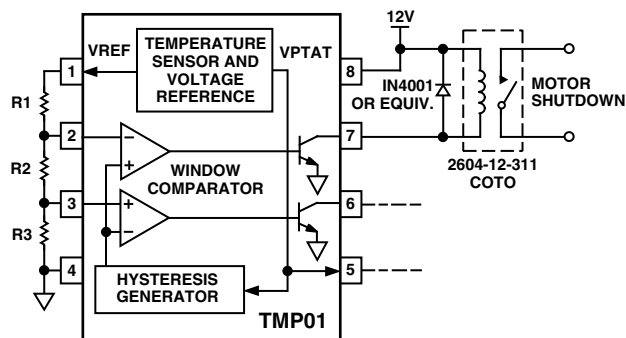 12V
VREF
TEMPERATURE
SENSOR AND
VOLTAGE
REFERENCE
VPTAT
1
8
R1
IN4001
OR EQUIV.
MOTOR
SHUTDOWN
2
7
R2
WINDOW
COMPARATOR
2604-12-311
COTO
3
6
R3
4
HYSTERESIS
GENERATOR
5
TMP01